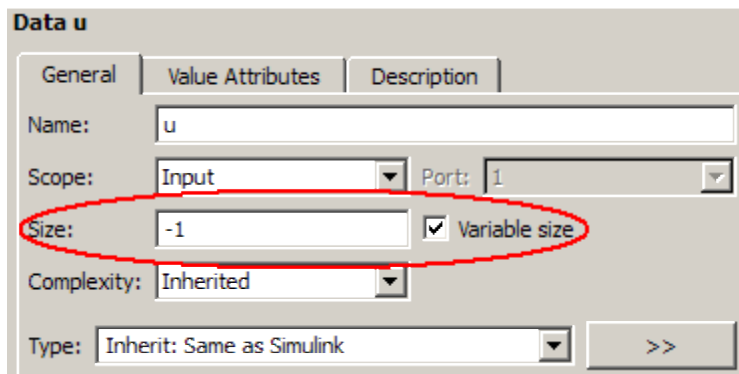 Data u
General Value Attributes Description
Name: u
Scope: Input Port: 1
Size: -1 Variable size
Complexity: Inherited
Type: Inherit: Same as Simulink >>